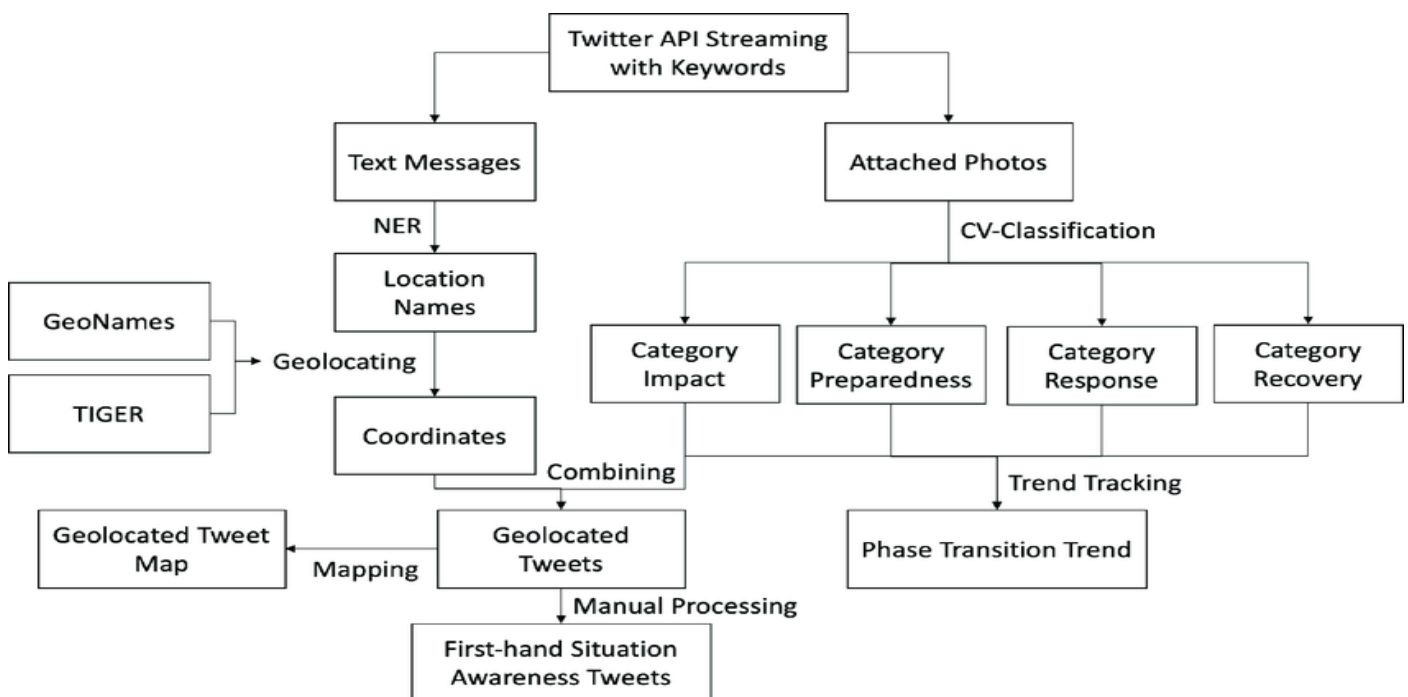 Twitter API Streaming
with Keywords
Text Messages
Attached Photos
NER
CV-Classification
Location
Names
GeoNames
TIGER
Geolocating
Category
Impact
Category
Preparedness
Category
Response
Category
Recovery
Coordinates
Combining
Trend Tracking
Geolocated Tweet
Map
Mapping
Geolocated
Tweets
Phase Transition Trend
Manual Processing
First-hand Situation
Awareness Tweets